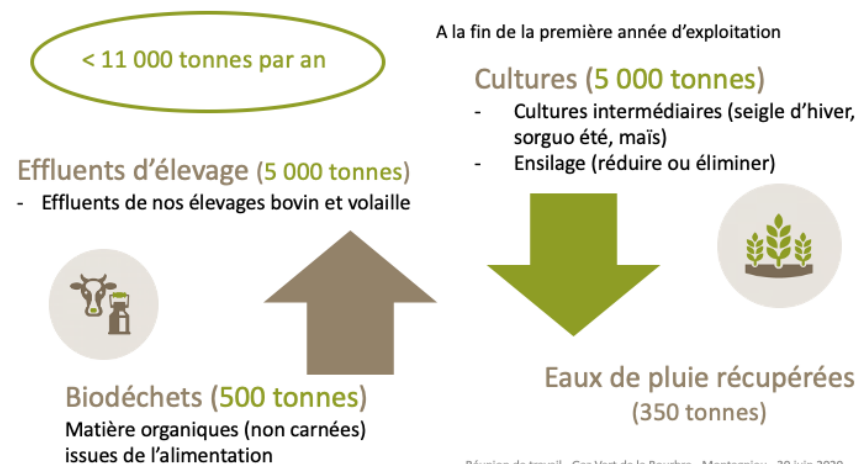 < 11 000 tonnes par an
A la fin de la première année d'exploitation
Cultures (5 000 tonnes)
- Cultures intermédiaires (seigle d'hiver,
sorguo été, maïs)
- Ensilage (réduire ou éliminer)
Effluents d'élevage (5 000 tonnes)
- Effluents de nos élevages bovin et volaille
Biodéchets (500 tonnes)
Matière organiques (non carnées)
issues de l'alimentation
Eaux de pluie récupérées
(350 tonnes)